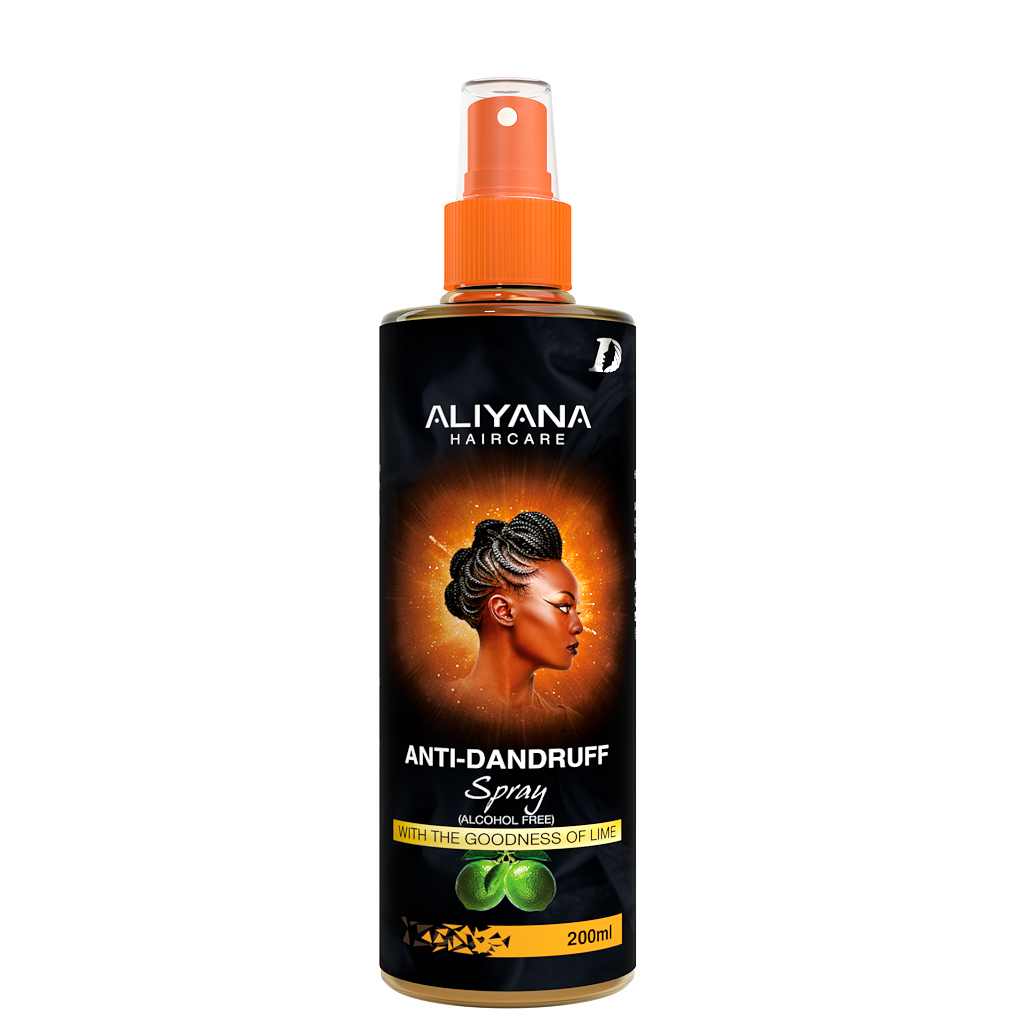 D
ALIYANA
HAIRCARE
ANTI-DANDRUFF
Spray
(ALCOHOL FREE)
WITH THE GOODNESS OF LIME
200ml